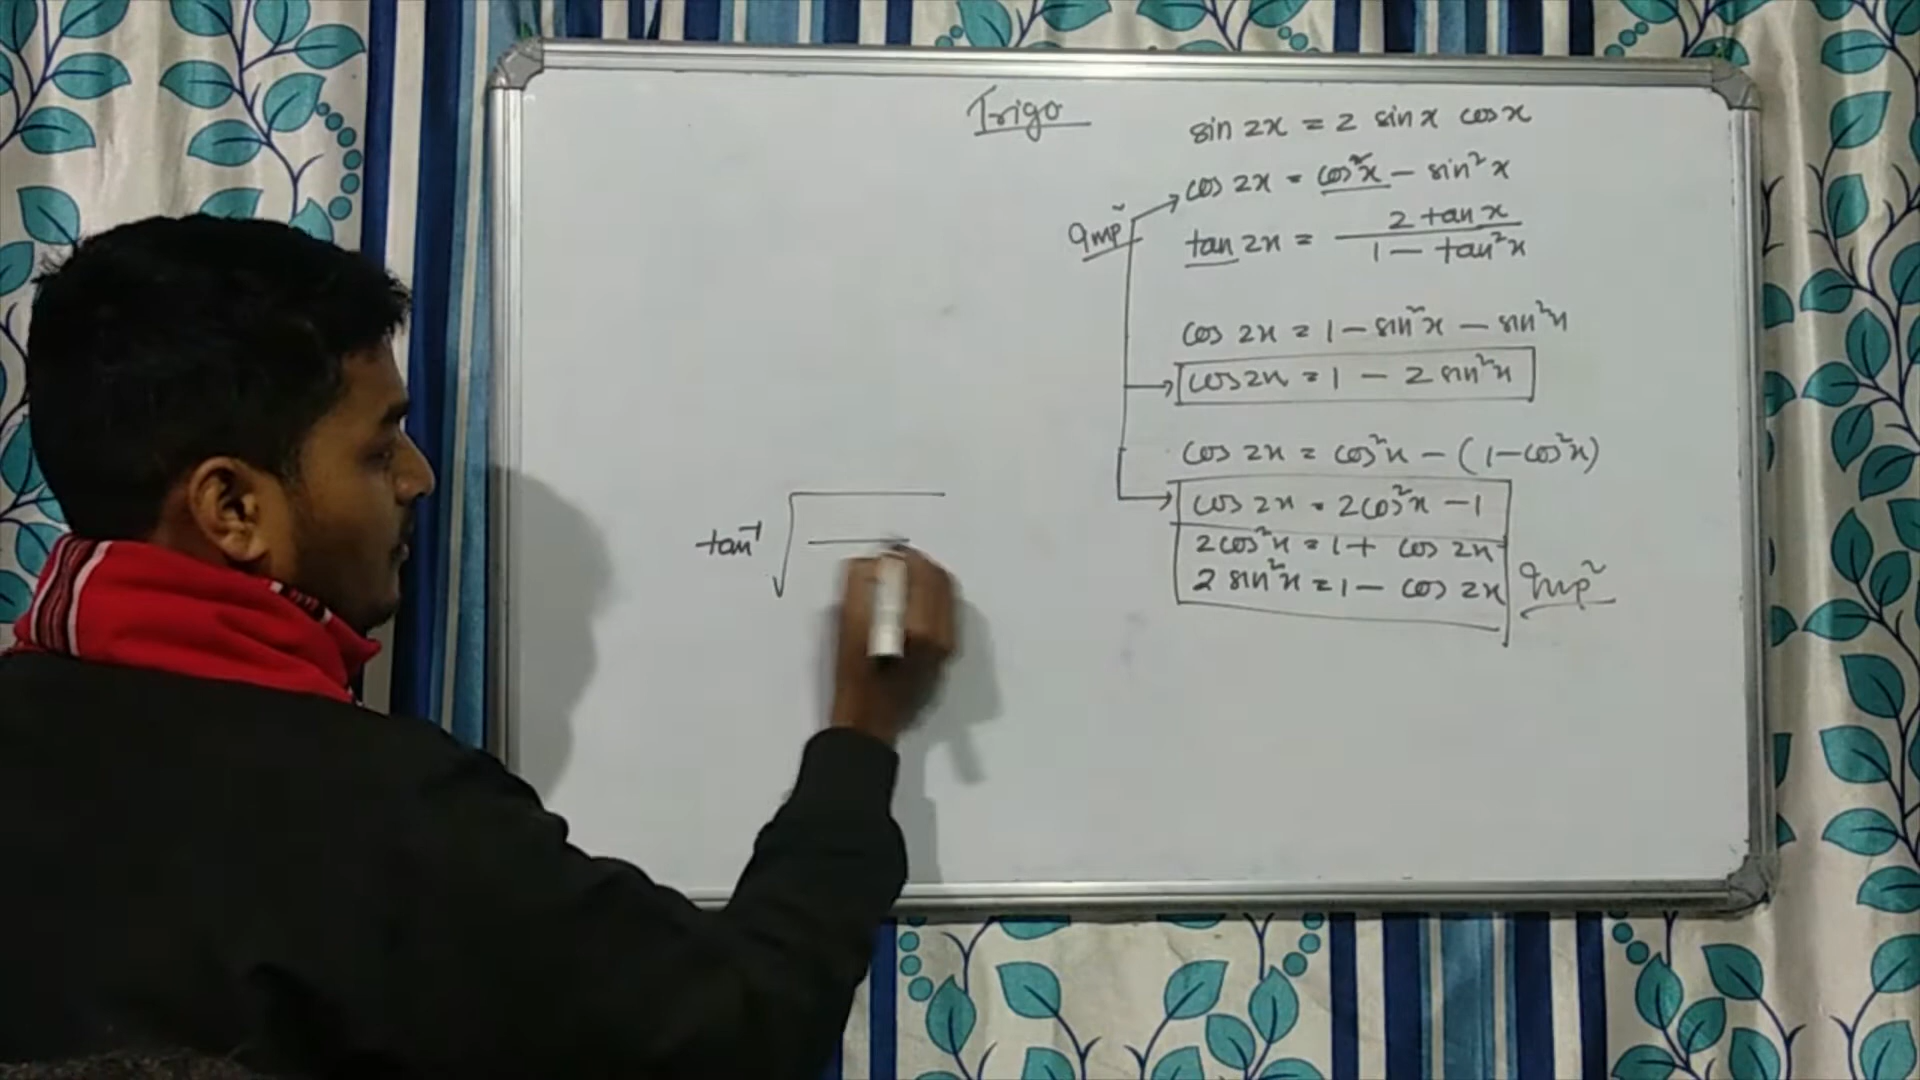 Trigo
sin 2x = 2 sin x cos x
cos 2x = cos²x - sin²x
Imp
tan 2x = 2 tan x / 1 - tan²x
cos 2x = 1 - sin²x - sin²x
cos 2x = 1 - 2 sin²x
cos 2x = cos²x - (1-cos²x)
cos 2x = 2cos²x - 1
2cos²x = 1 + cos 2x
2 sin²x = 1 - cos 2x
Imp
tan⁻¹ √